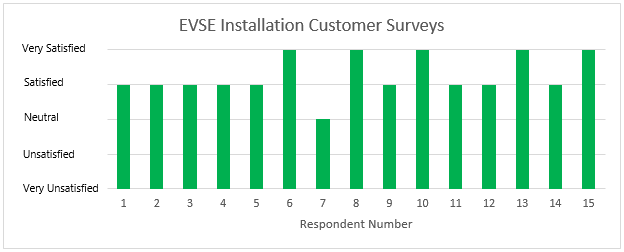 EVSE Installation Customer Surveys
Very Satisfied
Satisfied
Neutral
Unsatisfied
Very Unsatisfied
1 2 3 4 5 6 7 8 9 10 11 12 13 14 15
Respondent Number